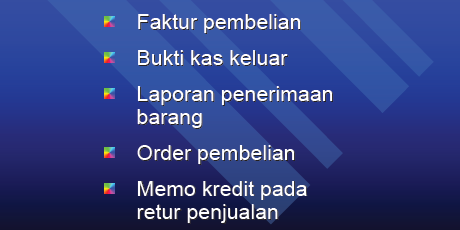 Faktur pembelian
Bukti kas keluar
Laporan penerimaan
barang
Order pembelian
Memo kredit pada
retur penjualan